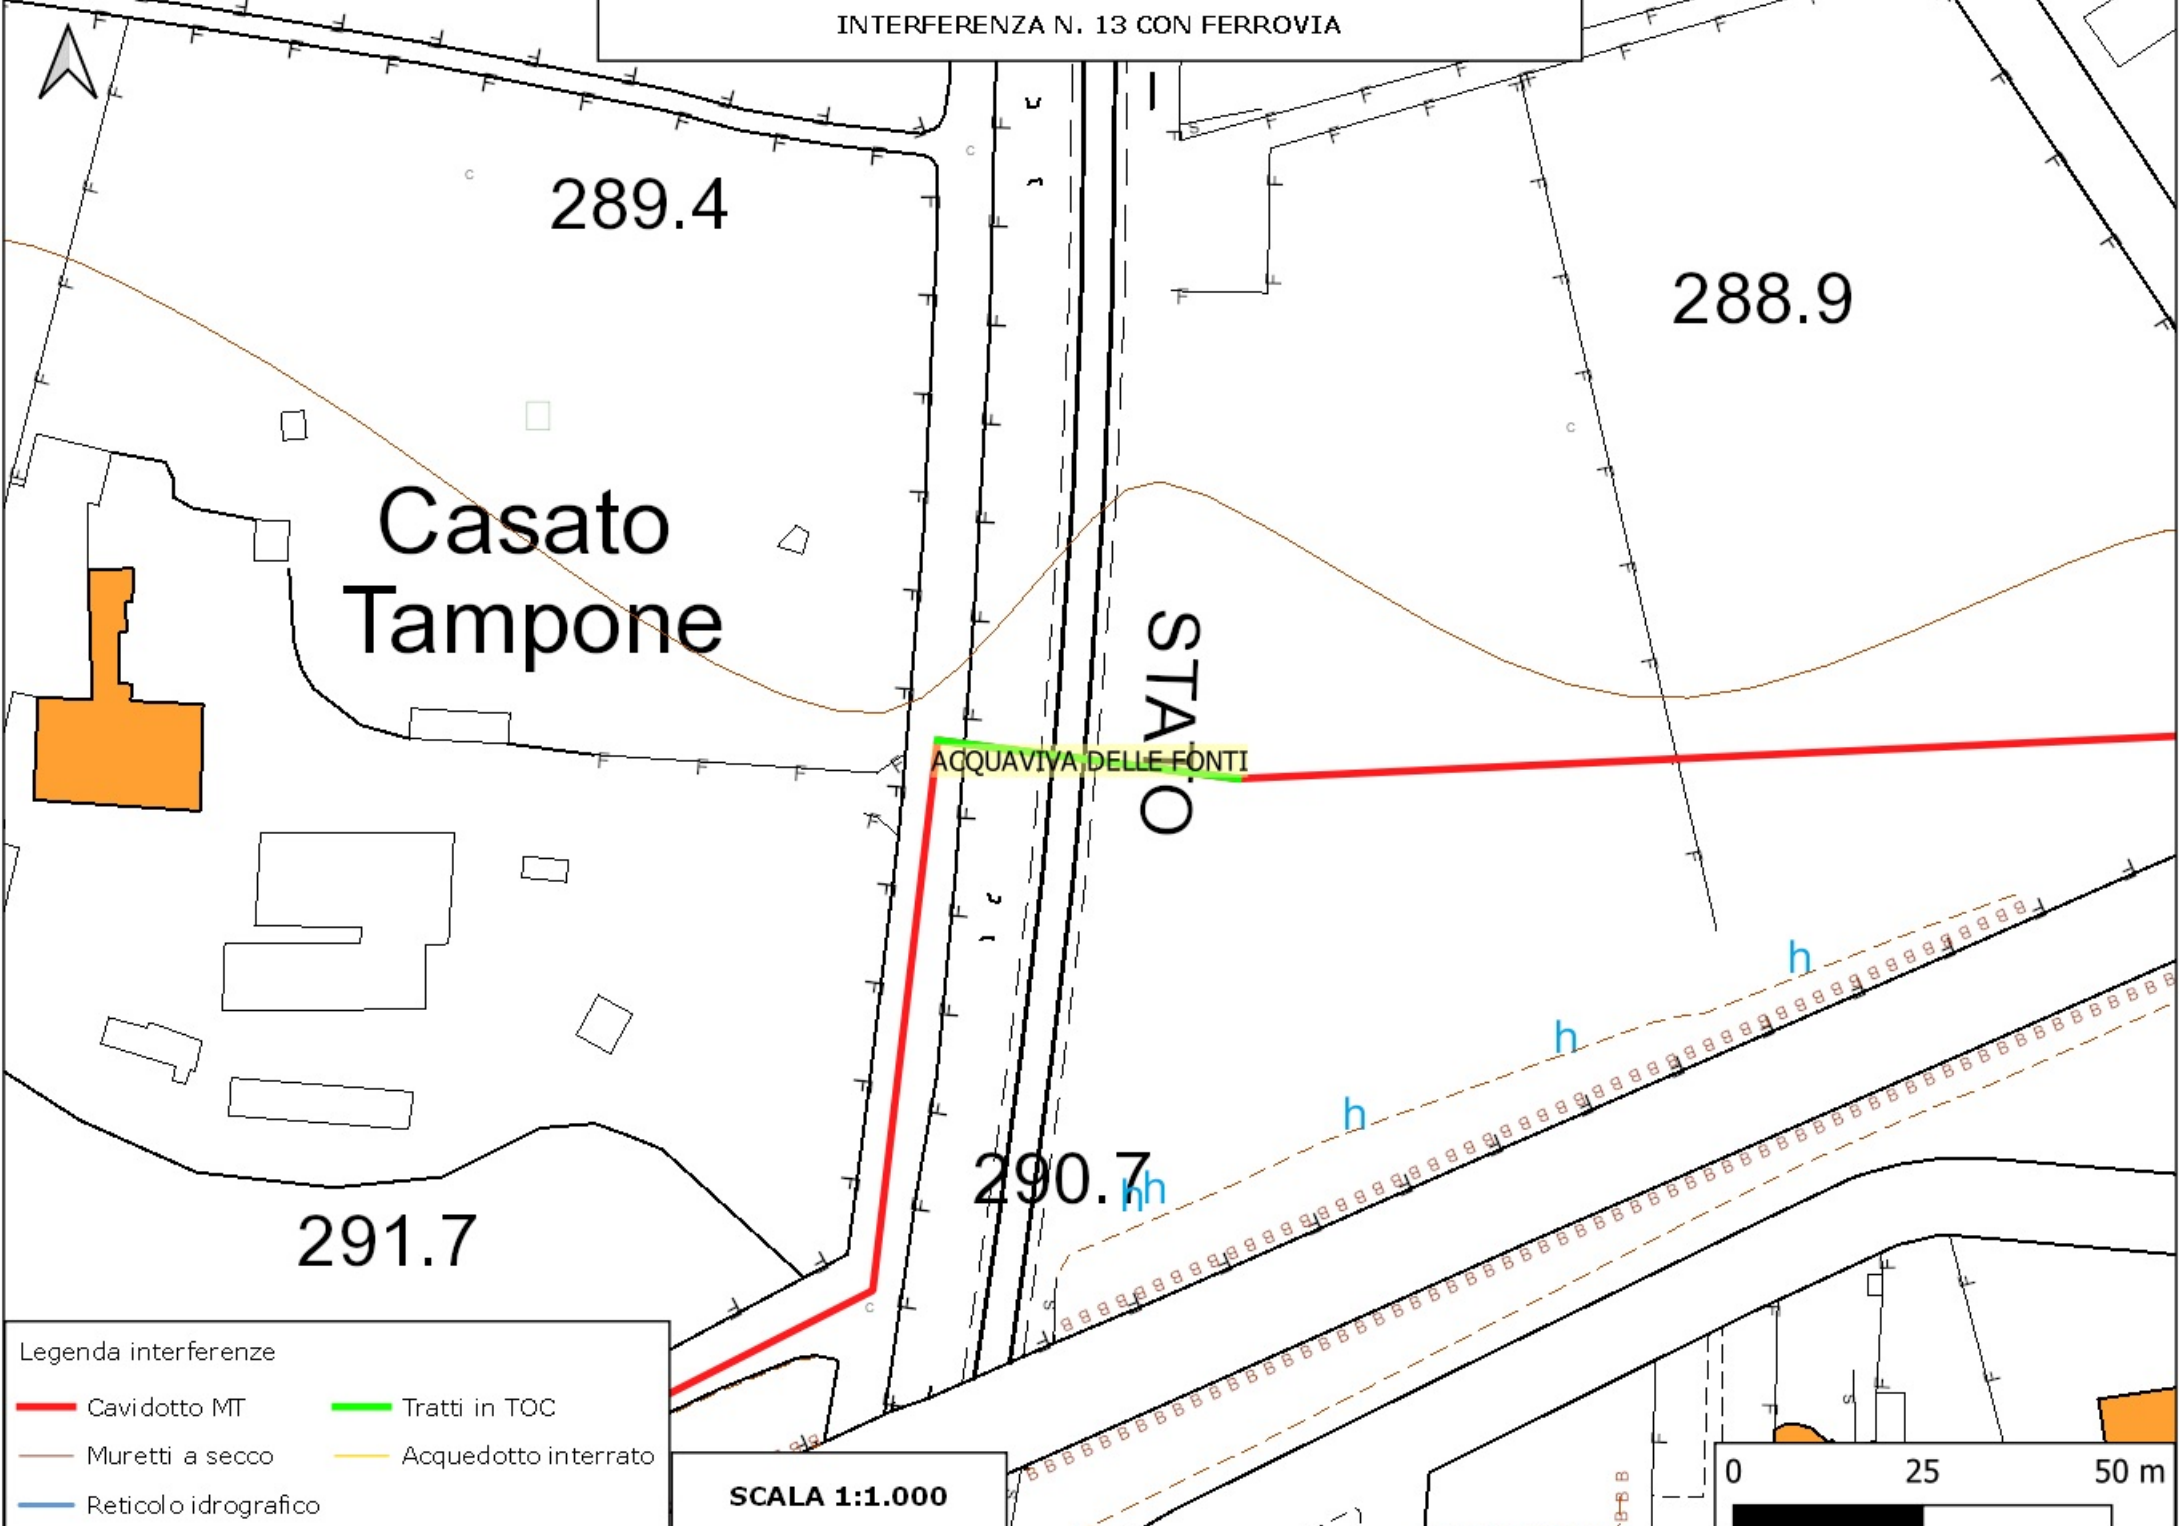 INTERFERENZA N. 13 CON FERROVIA
289.4
288.9
Casato
Tampone
STATO
ACQUAVIVA DELLE FONTI
h
h
h
290.7
hh
291.7
Legenda interferenze
Cavidotto MT
Tratti in TOC
Muretti a secco
Acquedotto interrato
Reticolo idrografico
SCALA 1:1.000
0 25 50 m